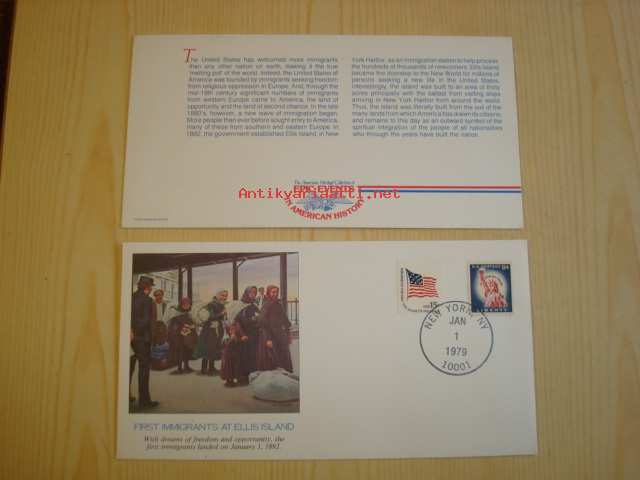 The United States has welcomed more immigrants
than any other nation on earth, making it the true
"melting pot" of the world. Indeed, the United States of
America was founded by immigrants seeking freedom
from religious oppression in Europe. And, through the
mid-19th century significant numbers of immigrants
from western Europe came to America, the land of
opportunity and the land of second chance. In the late
1880's, however, a new wave of immigration began.
More people than ever before sought entry to America,
many of these from southern and eastern Europe. In
1892, the government established Ellis Island, in New
York Harbor, as an immigration station to help process
the hundreds of thousands of newcomers. Ellis Island
became the doorstep to the New World for millions of
persons seeking a new life in the United States.
Interestingly, the island was built to an area of thirty
acres principally with the ballast from sailing ships
arriving in New York Harbor from around the world.
Thus, the island was literally built from the soil of the
many lands from which America has drawn its citizens,
and remains to this day as an outward symbol of the
spiritual integration of the people of all nationalities
who through the years have built the nation.
The American Heritage Collection of
EPIC EVENTS
IN AMERICAN HISTORY
Antikvariaatti.net
U.S. POSTAGE
LIBERTY
15c
NEW YORK, NY
JAN
1
1979
10001
FIRST IMMIGRANTS AT ELLIS ISLAND
With dreams of freedom and opportunity, the
first immigrants landed on January 1, 1892.